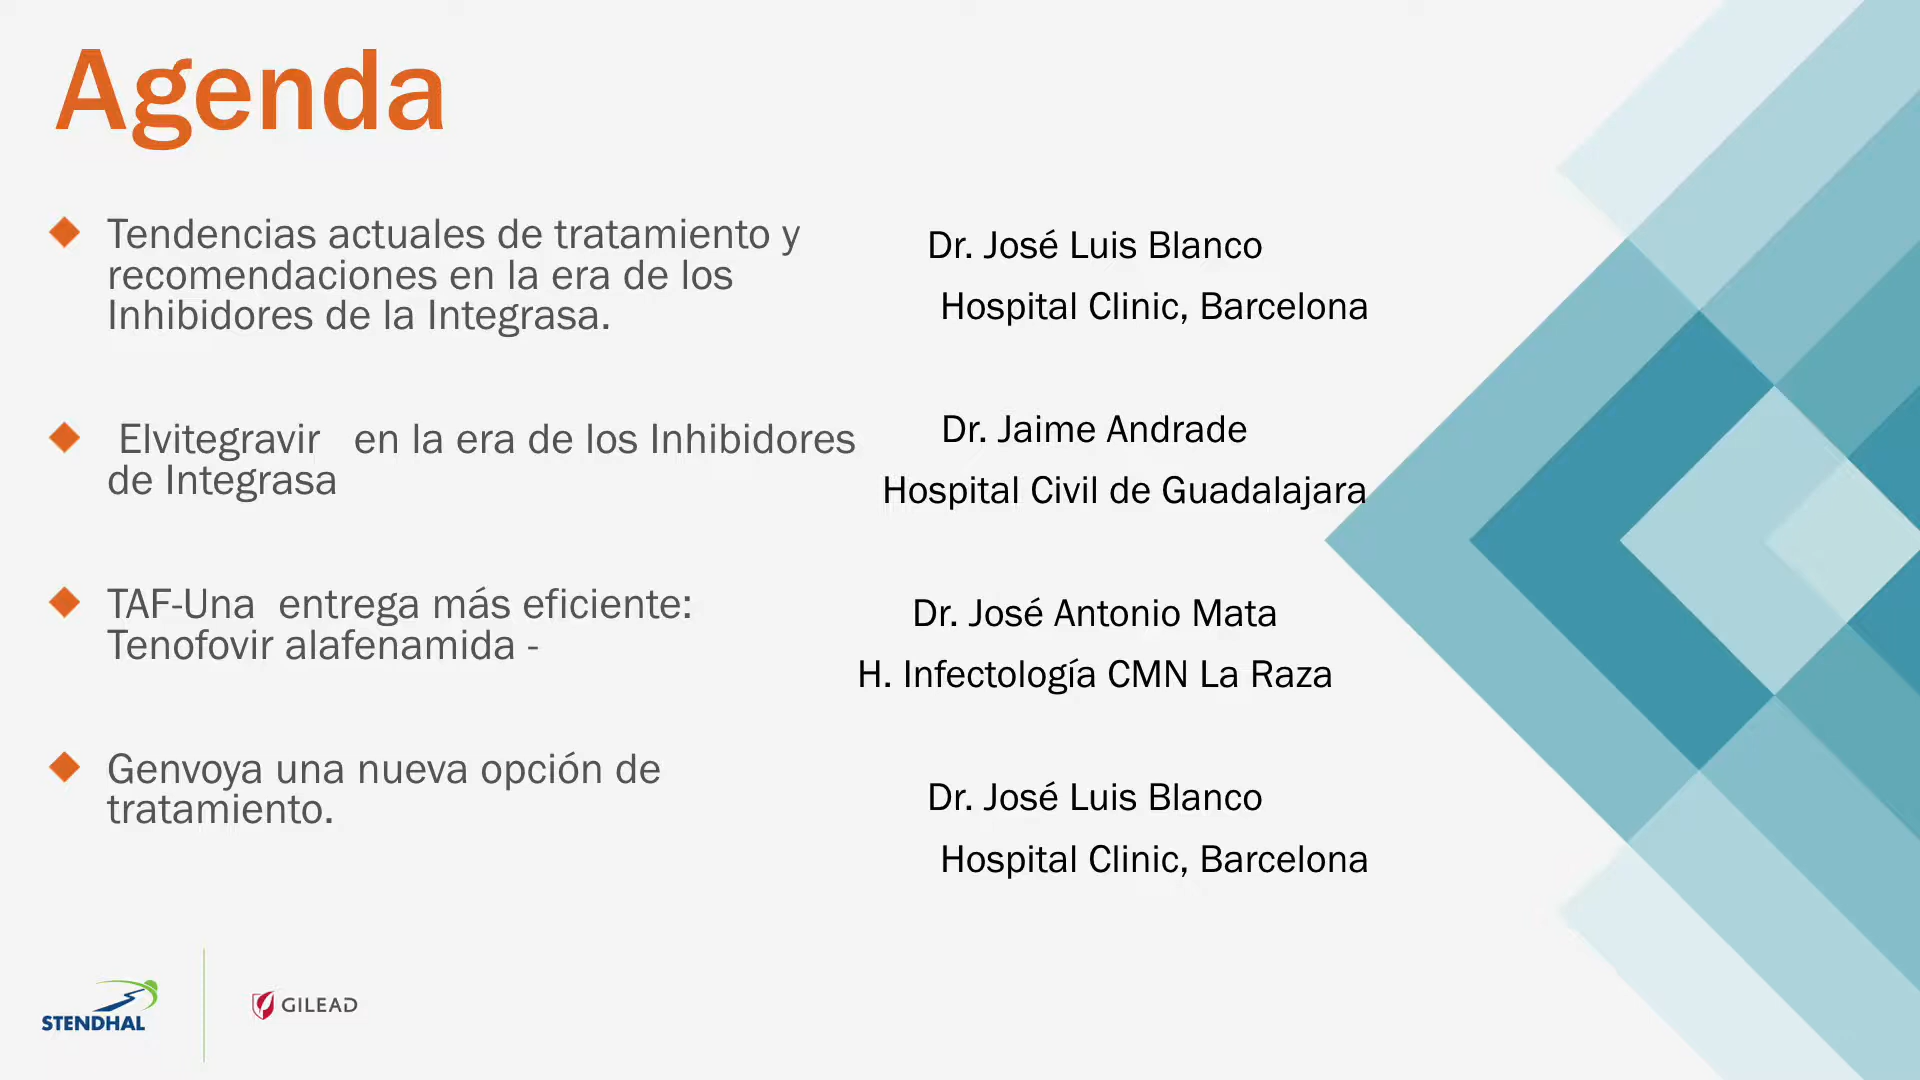 Agenda
Tendencias actuales de tratamiento y
recomendaciones en la era de los
Inhibidores de la Integrasa.
Dr. José Luis Blanco
Hospital Clinic, Barcelona
Elvitegravir en la era de los Inhibidores
de Integrasa
Dr. Jaime Andrade
Hospital Civil de Guadalajara
TAF-Una entrega más eficiente:
Tenofovir alafenamida -
Dr. José Antonio Mata
H. Infectología CMN La Raza
Genvoya una nueva opción de
tratamiento.
Dr. José Luis Blanco
Hospital Clinic, Barcelona
STENDHAL
GILEAD